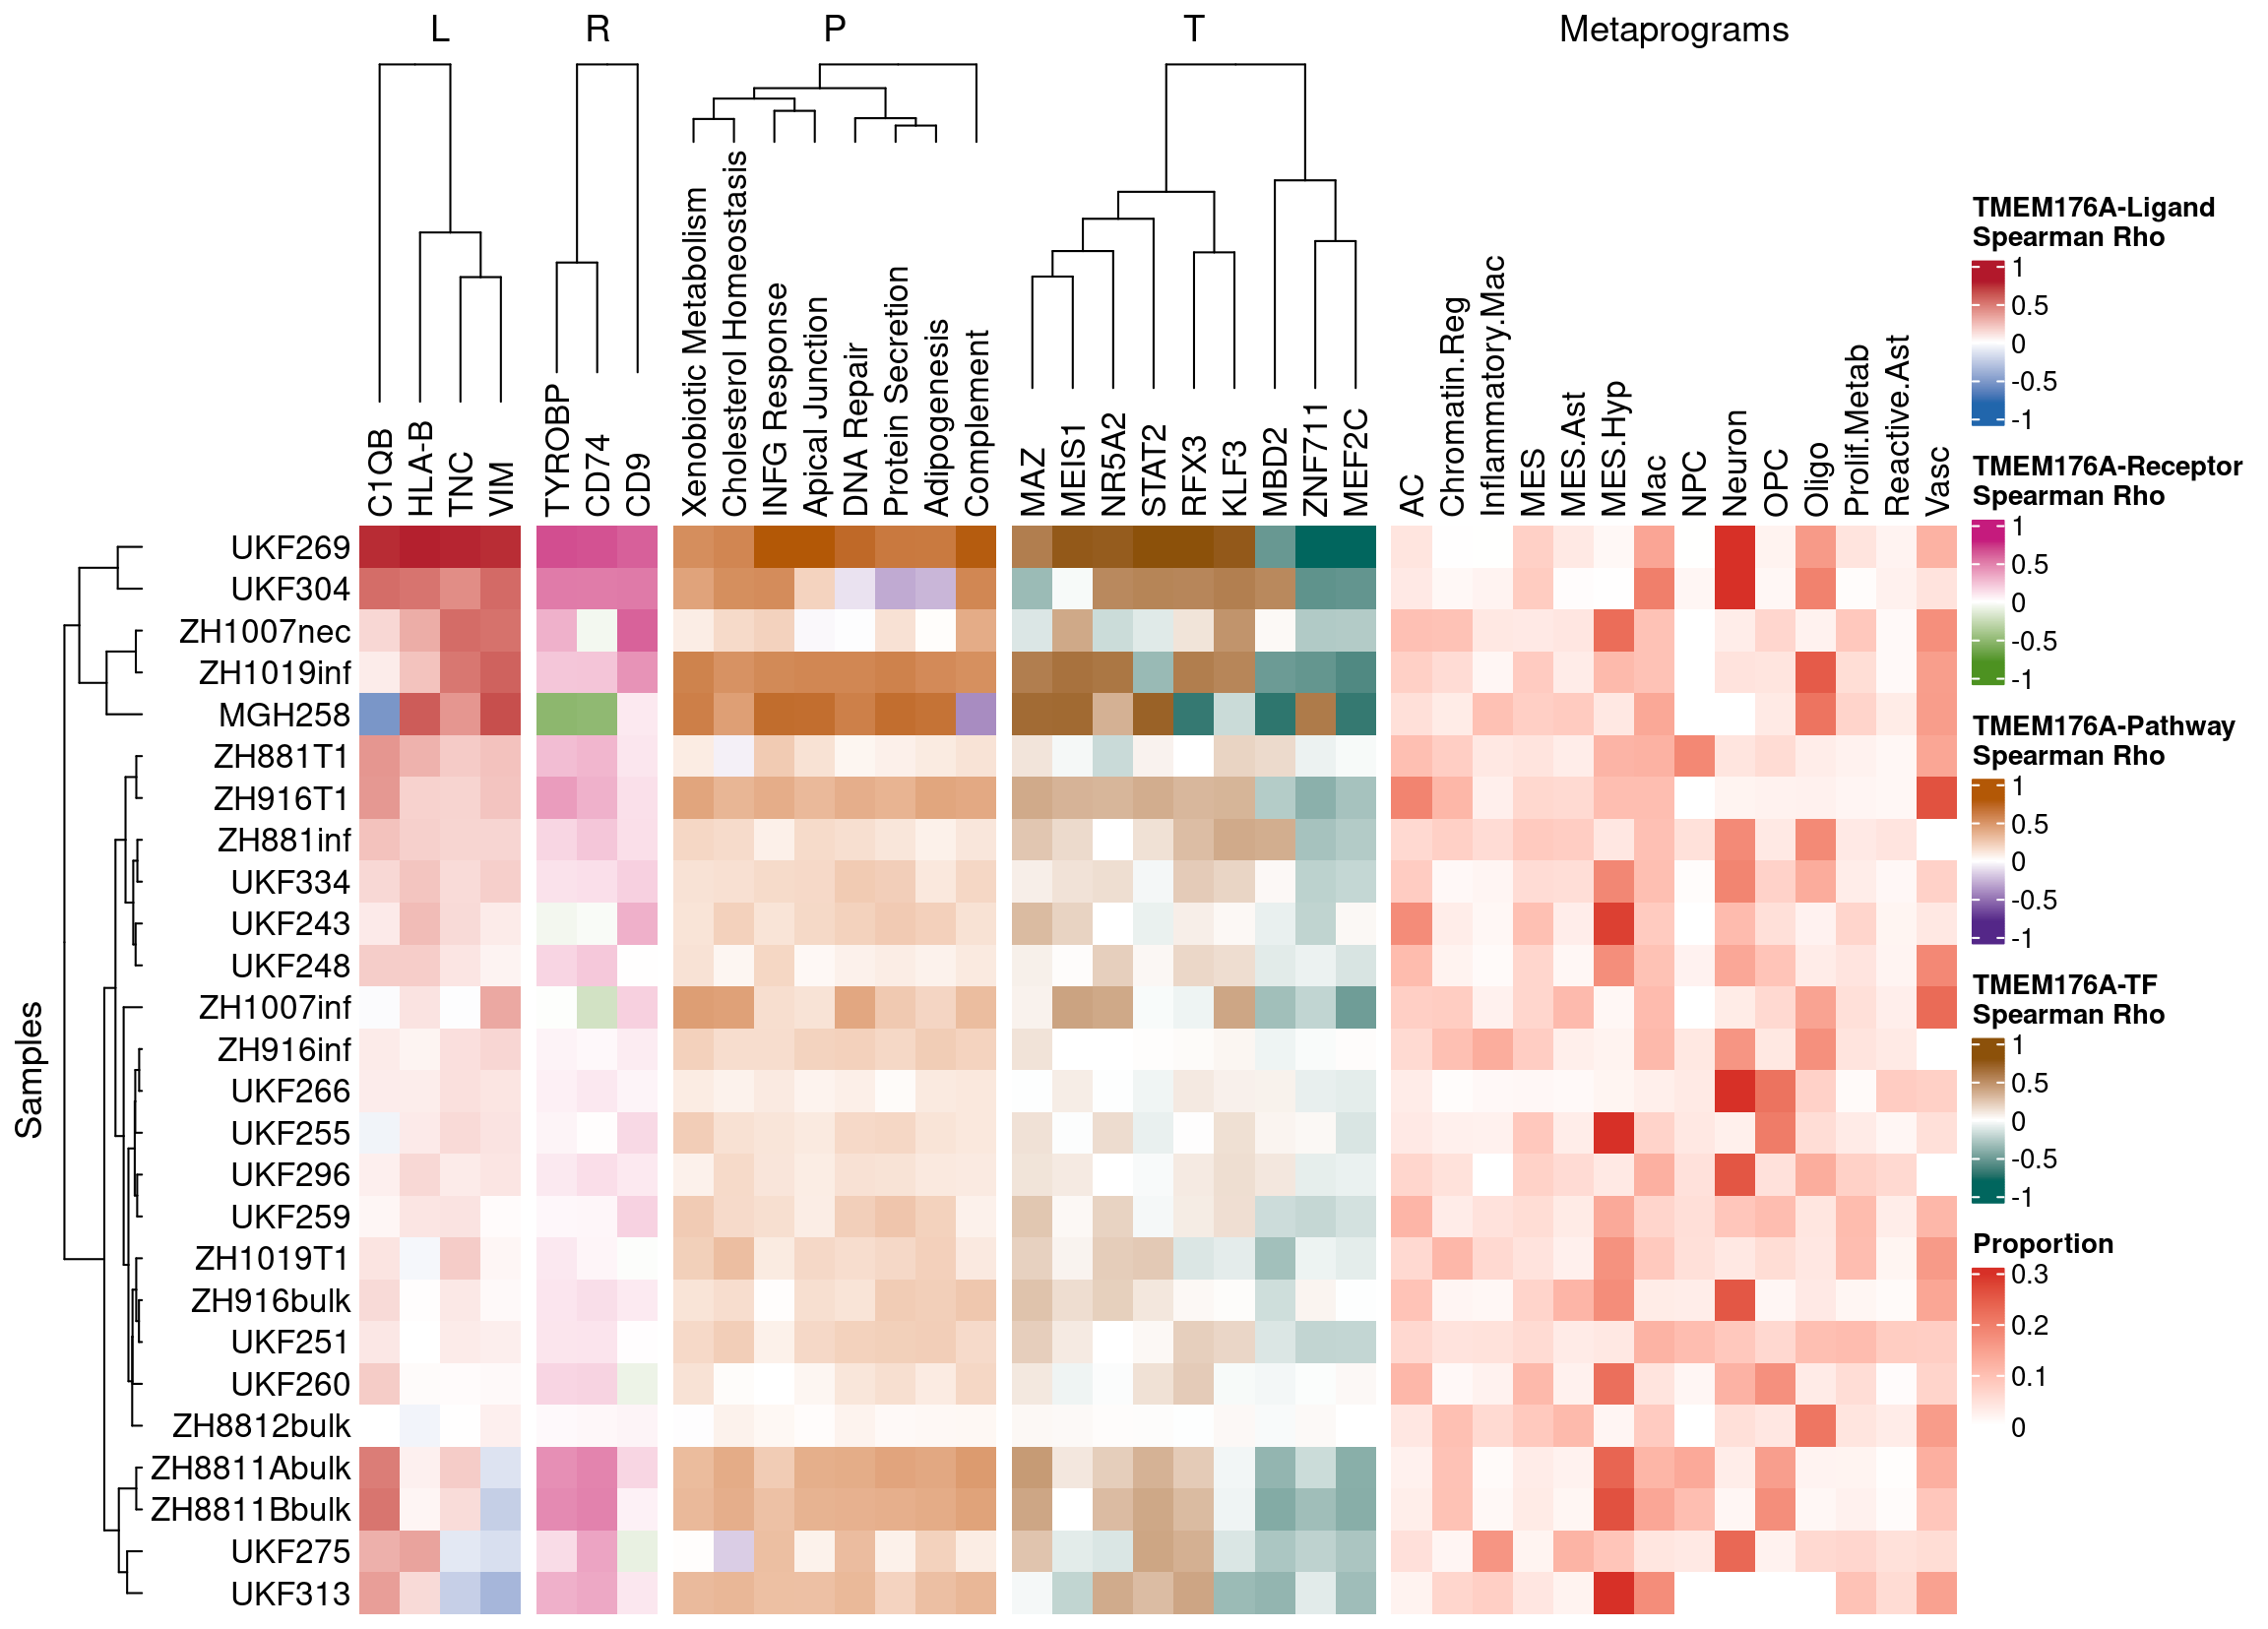 L
R
P
T
Metaprograms
C1QB
HLA-B
TNC
VIM
TYROBP
CD74
CD9
Xenobiotic Metabolism
Cholesterol Homeostasis
INFG Response
Apical Junction
DNA Repair
Protein Secretion
Adipogenesis
Complement
MAZ
MEIS1
NR5A2
STAT2
RFX3
KLF3
MBD2
ZNF711
MEF2C
AC
Chromatin.Reg
Inflammatory.Mac
MES
MES.Ast
MES.Hyp
Mac
NPC
Neuron
OPC
Oligo
Prolif.Metab
Reactive.Ast
Vasc
Samples
UKF269
UKF304
ZH1007nec
ZH1019inf
MGH258
ZH881T1
ZH916T1
ZH881inf
UKF334
UKF243
UKF248
ZH1007inf
ZH916inf
UKF266
UKF255
UKF296
UKF259
ZH1019T1
ZH916bulk
UKF251
UKF260
ZH8812bulk
ZH8811Abulk
ZH8811Bbulk
UKF275
UKF313
TMEM176A-Ligand
Spearman Rho
1
0.5
0
-0.5
-1
TMEM176A-Receptor
Spearman Rho
1
0.5
0
-0.5
-1
TMEM176A-Pathway
Spearman Rho
1
0.5
0
-0.5
-1
TMEM176A-TF
Spearman Rho
1
0.5
0
-0.5
-1
Proportion
0.3
0.2
0.1
0